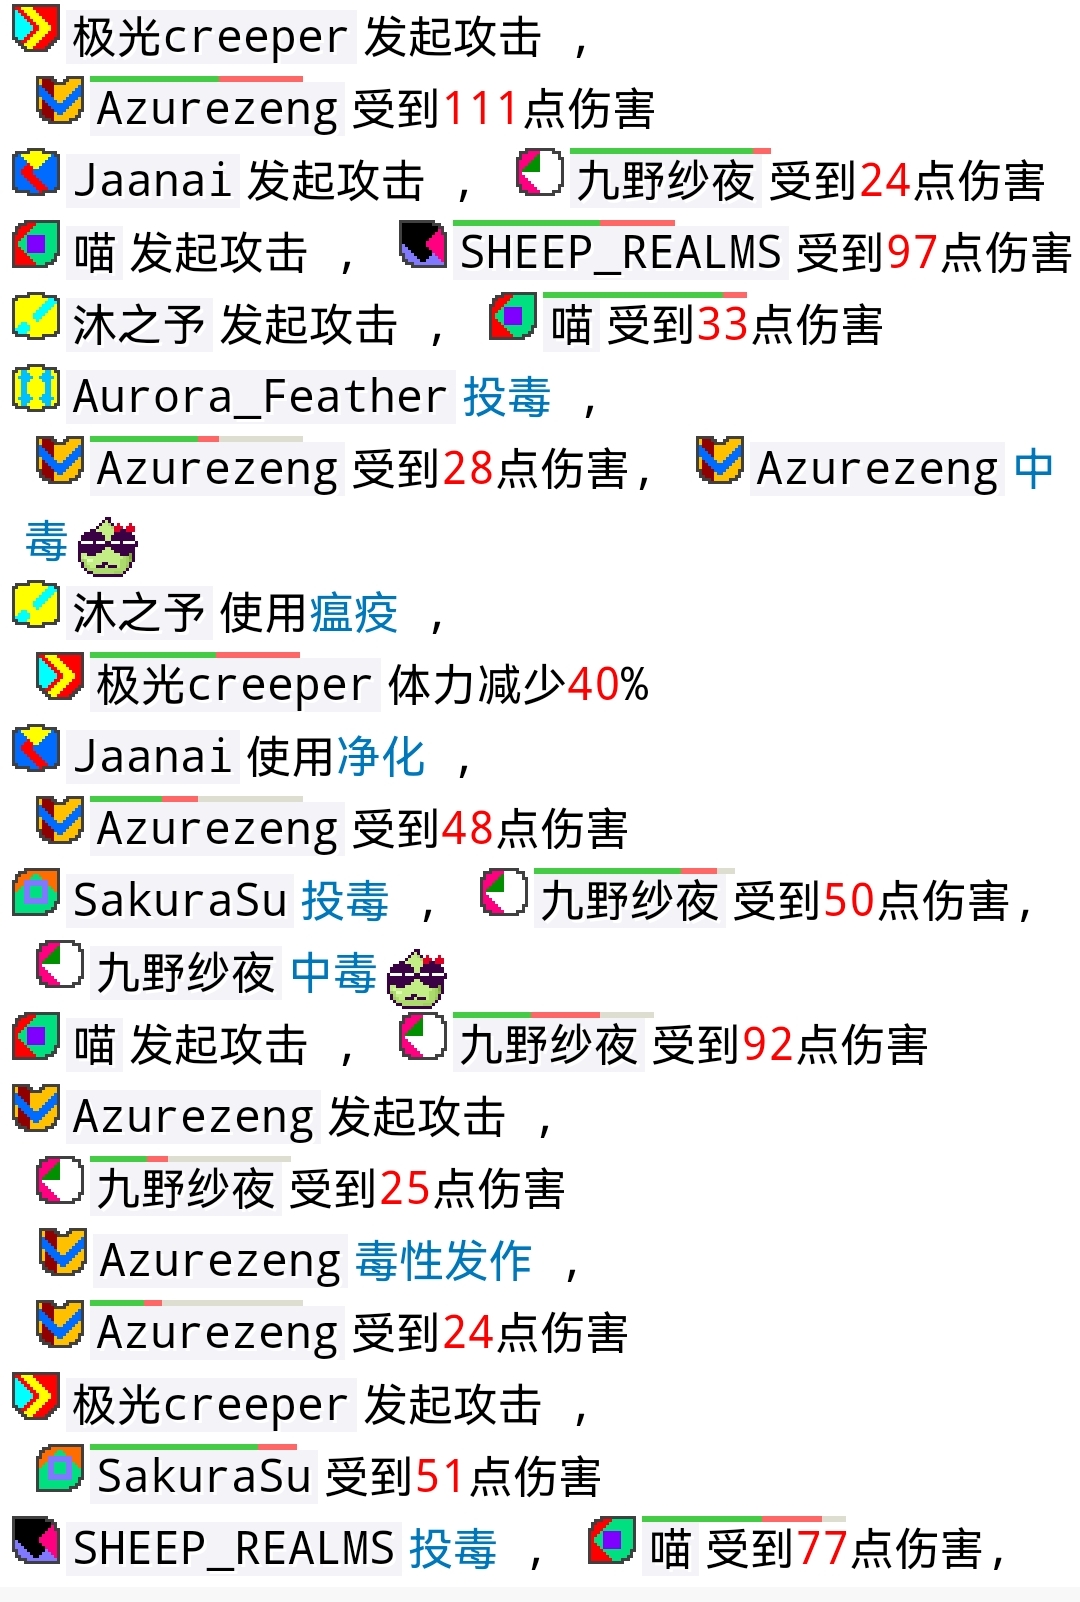 极光creeper 发起攻击 ,
Azurezeng 受到111点伤害
Jaanai 发起攻击 , 九野纱夜 受到24点伤害
喵 发起攻击 , SHEEP_REALMS 受到97点伤害
沐之予 发起攻击 , 喵 受到33点伤害
Aurora_Feather 投毒 ,
Azurezeng 受到28点伤害, Azurezeng 中
毒
沐之予 使用瘟疫 ,
极光creeper 体力减少40%
Jaanai 使用净化 ,
Azurezeng 受到48点伤害
SakuraSu 投毒 , 九野纱夜 受到50点伤害,
九野纱夜 中毒
喵 发起攻击 , 九野纱夜 受到92点伤害
Azurezeng 发起攻击 ,
九野纱夜 受到25点伤害
Azurezeng 毒性发作 ,
Azurezeng 受到24点伤害
极光creeper 发起攻击 ,
SakuraSu 受到51点伤害
SHEEP_REALMS 投毒 , 喵 受到77点伤害,